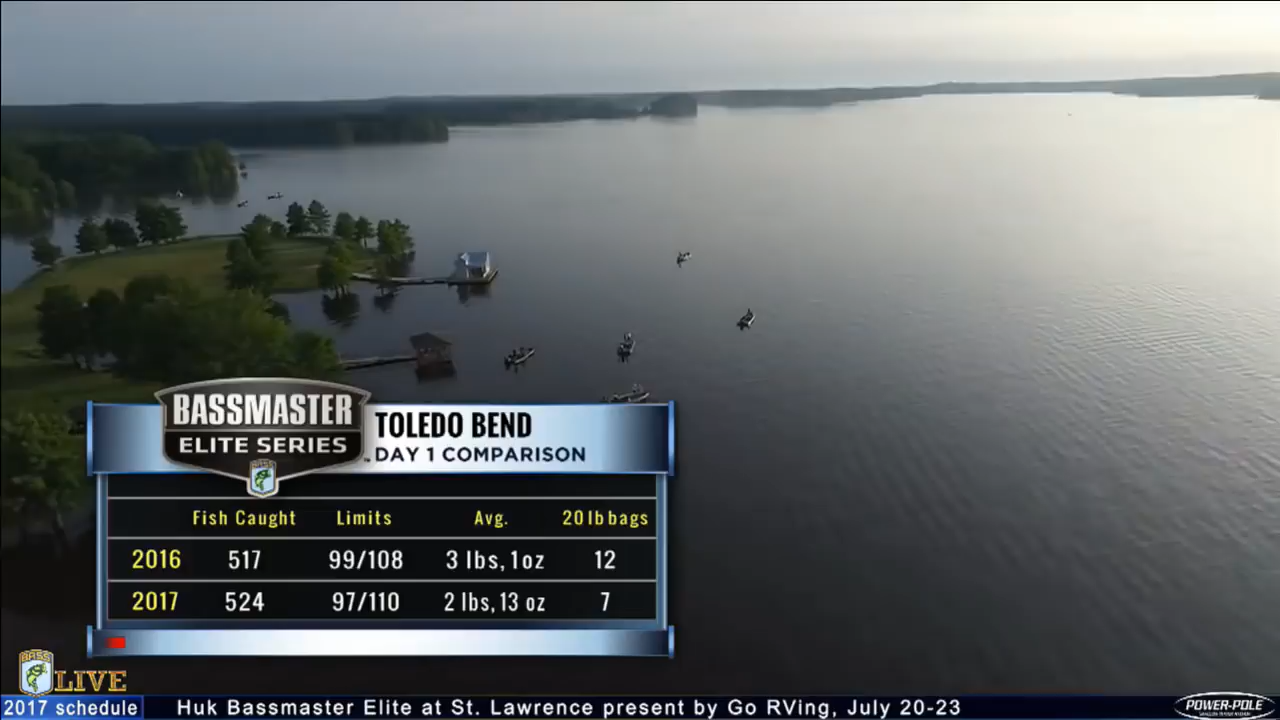 BASSMASTER
ELITE SERIES
TOLEDO BEND
DAY 1 COMPARISON
Fish Caught Limits Avg. 20 lb bags
2016 517 99/108 3 lbs, 1oz 12
2017 524 97/110 2 lbs, 13 oz 7
BASS
LIVE
2017 schedule Huk Bassmaster Elite at St. Lawrence present by Go RVing, July 20-23
POWER-POLE